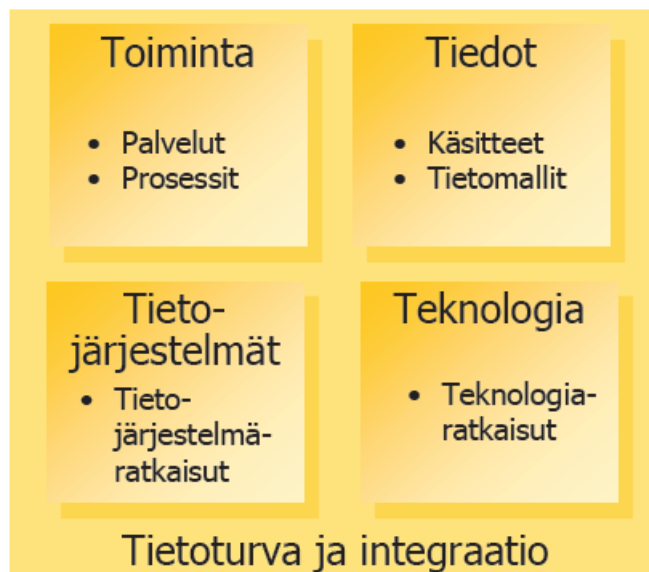 Toiminta
• Palvelut
• Prosessit
Tiedot
• Käsitteet
• Tietomallit
Tieto-
järjestelmät
• Tieto-
järjestelmä-
ratkaisut
Teknologia
• Teknologia-
ratkaisut
Tietoturva ja integraatio